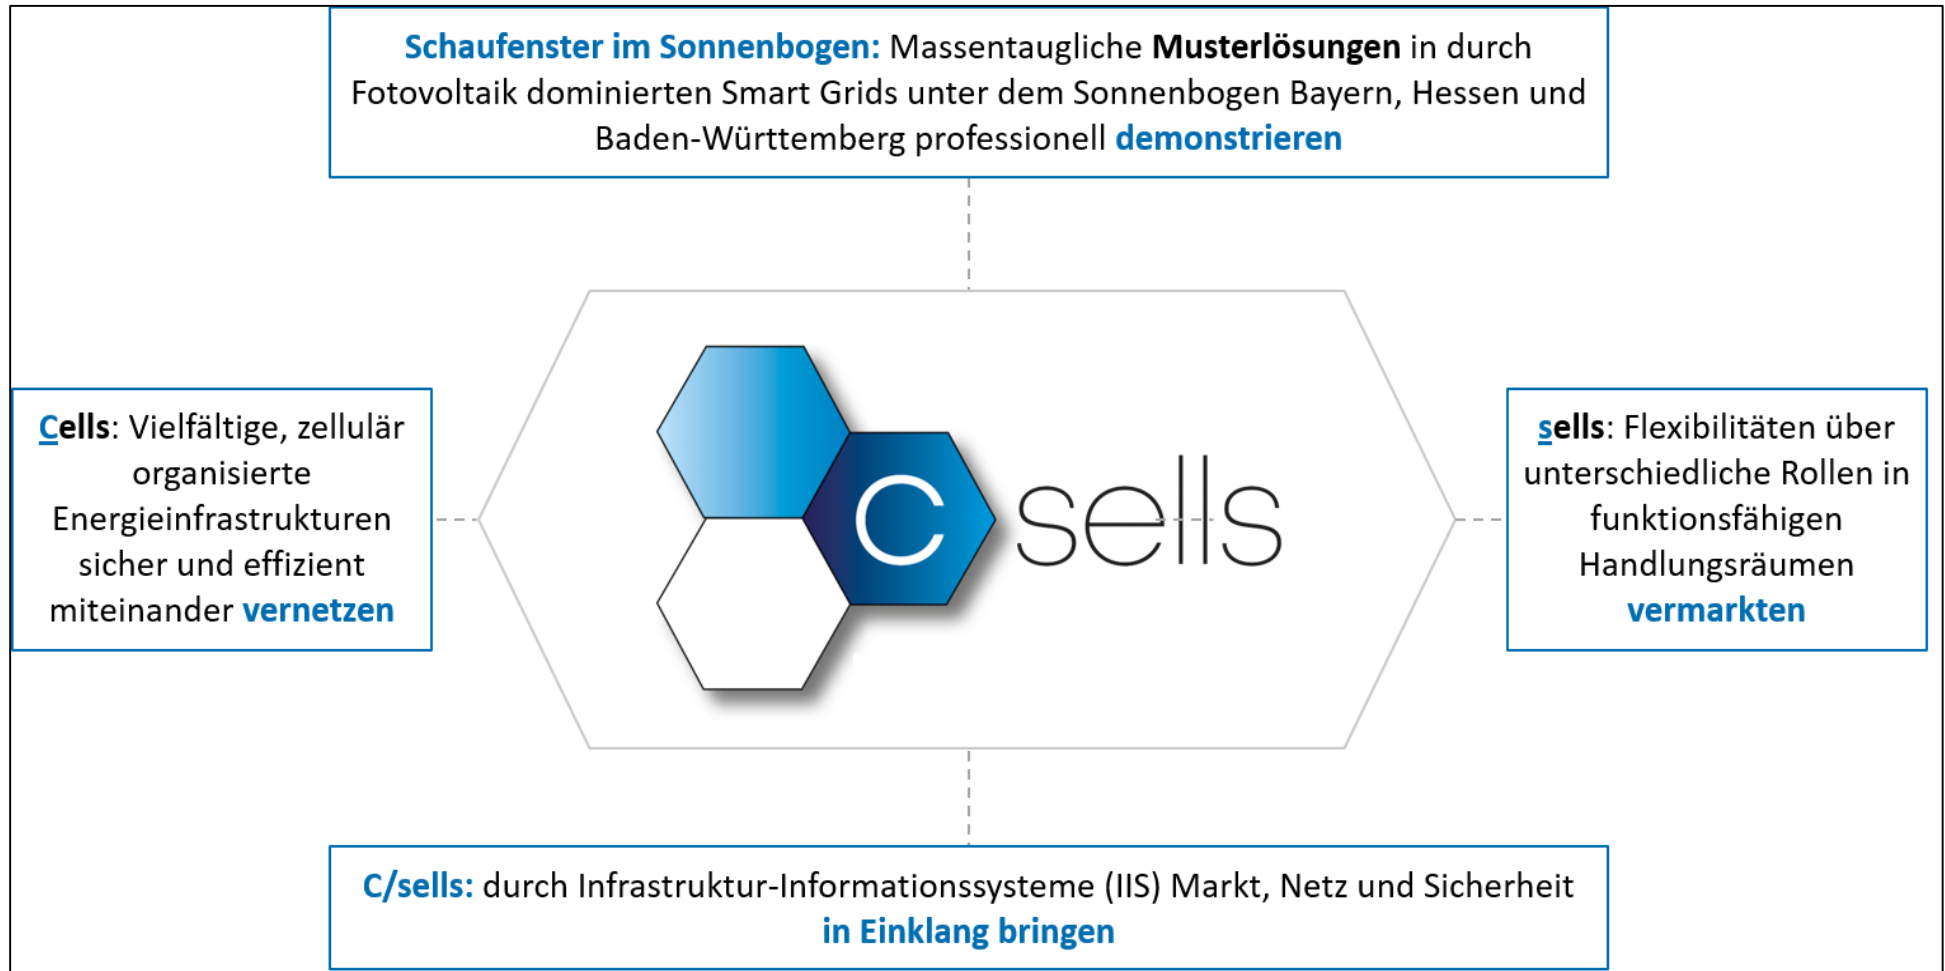 Schaufenster im Sonnenbogen: Massentaugliche Musterlösungen in durch
Fotovoltaik dominierten Smart Grids unter dem Sonnenbogen Bayern, Hessen und
Baden-Württemberg professionell demonstrieren
Cells: Vielfältige, zellulär
organisierte
Energieinfrastrukturen
sicher und effizient
miteinander vernetzen
C sells
sells: Flexibilitäten über
unterschiedliche Rollen in
funktionsfähigen
Handlungsräumen
vermarkten
C/sells: durch Infrastruktur-Informationssysteme (IIS) Markt, Netz und Sicherheit
in Einklang bringen